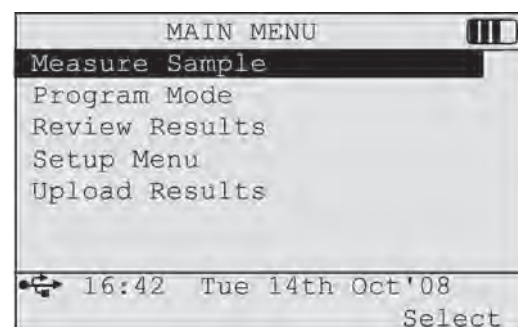 MAIN MENU
Measure Sample
Program Mode
Review Results
Setup Menu
Upload Results
16:42 Tue 14th Oct'08
Select